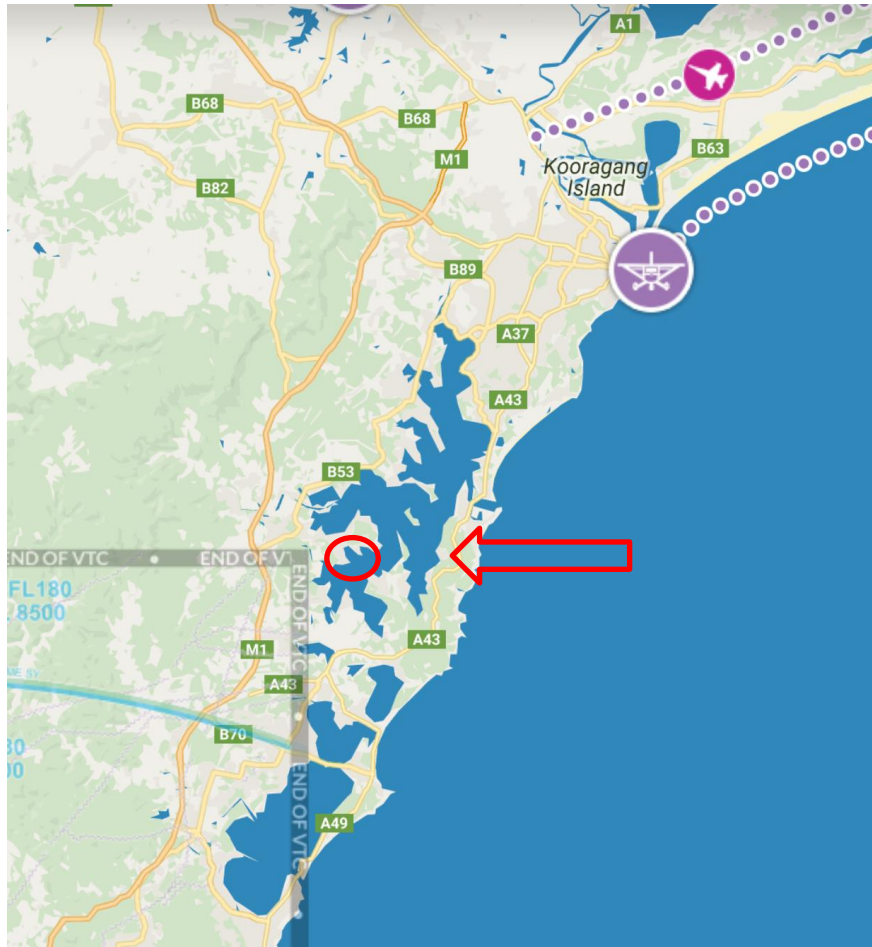 A1
B68
B68
B63
M1
Kooragang
Island
B82
B89
A37
A43
B53
END OF VTC
END OF V
FL180
8500
END OF VTC
A43
M1
A43
B70
END OF VTC
A49